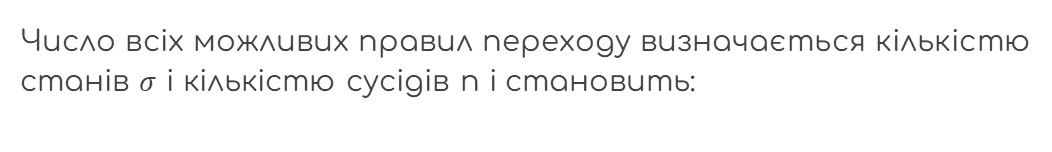 Число всіх можливих правил переходу визначається кількістю
станів σ і кількістю сусідів n і становить: